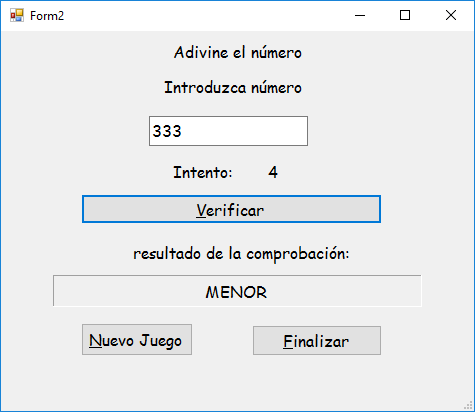 Form2
Adivine el número
Introduzca número
333
Intento: 4
Verificar
resultado de la comprobación:
MENOR
Nuevo Juego Finalizar